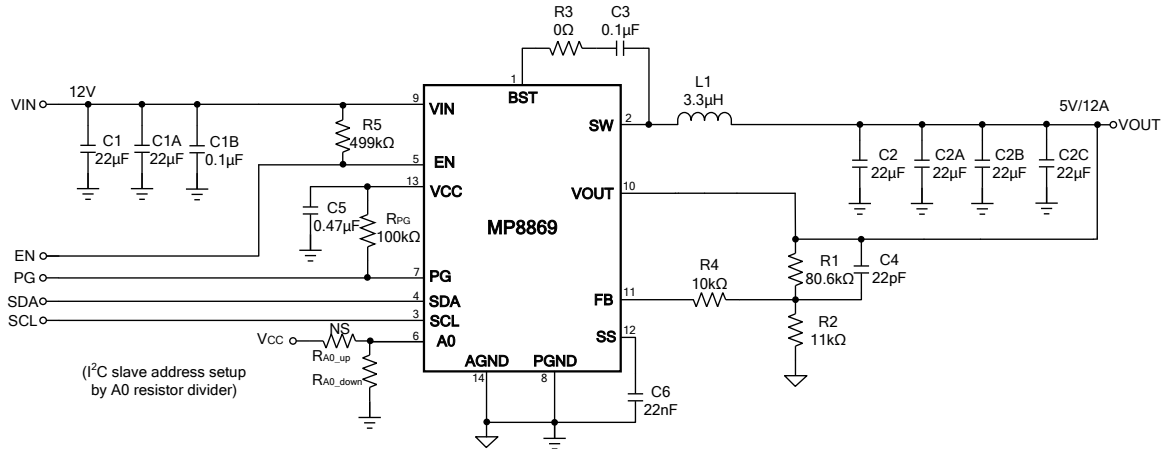 R3
0Ω
C3
0.1µF
1
BST
L1
3.3µH
VIN
12V
9
VIN
SW
2
5V/12A
VOUT
C1
22µF
C1A
22µF
C1B
0.1µF
R5
499kΩ
5
EN
C2
22µF
C2A
22µF
C2B
22µF
C2C
22µF
13
VCC
VOUT
10
C5
0.47µF
RPG
100kΩ
MP8869
EN
PG
7
PG
R4
10kΩ
R1
80.6kΩ
C4
22pF
SDA
4
SDA
FB
11
SCL
3
SCL
R2
11kΩ
VCC
NS
6
A0
SS
12
RA0_up
RA0_down
AGND
PGND
14
8
C6
22nF
(I²C slave address setup
by A0 resistor divider)